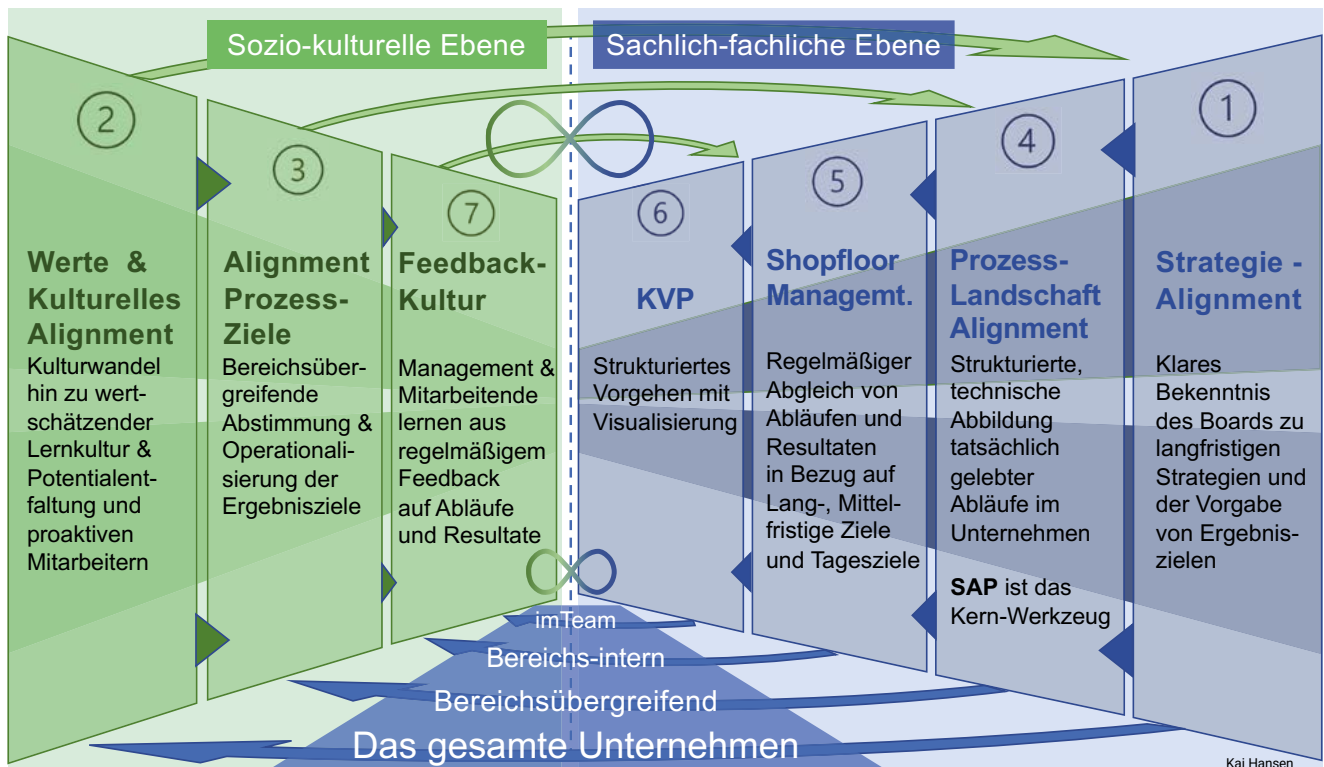 Sozio-kulturelle Ebene
Sachlich-fachliche Ebene
2
Werte &
Kulturelles
Alignment
Kulturwandel
hin zu wert-
schätzender
Lernkultur &
Potentialent-
faltung und
proaktiven
Mitarbeitern
3
Alignment
Prozess-
Ziele
Bereichsüber-
greifende
Abstimmung &
Operationali-
sierung der
Ergebnisziele
7
Feedback-
Kultur
Management &
Mitarbeitende
lernen aus
regelmäßigem
Feedback
auf Abläufe
und Resultate
6
KVP
Strukturiertes
Vorgehen mit
Visualisierung
5
Shopfloor
Managemt.
Regelmäßiger
Abgleich von
Abläufen und
Resultaten
in Bezug auf
Lang-, Mittel-
fristige Ziele
und Tagesziele
4
Prozess-
Landschaft
Alignment
Strukturierte,
technische
Abbildung
tatsächlich
gelebter
Abläufe im
Unternehmen
SAP ist das
Kern-Werkzeug
1
Strategie -
Alignment
Klares
Bekenntnis
des Boards zu
langfristigen
Strategien und
der Vorgabe
von Ergebnis-
zielen
imTeam
Bereichs-intern
Bereichsübergreifend
Das gesamte Unternehmen
Kai Hansen